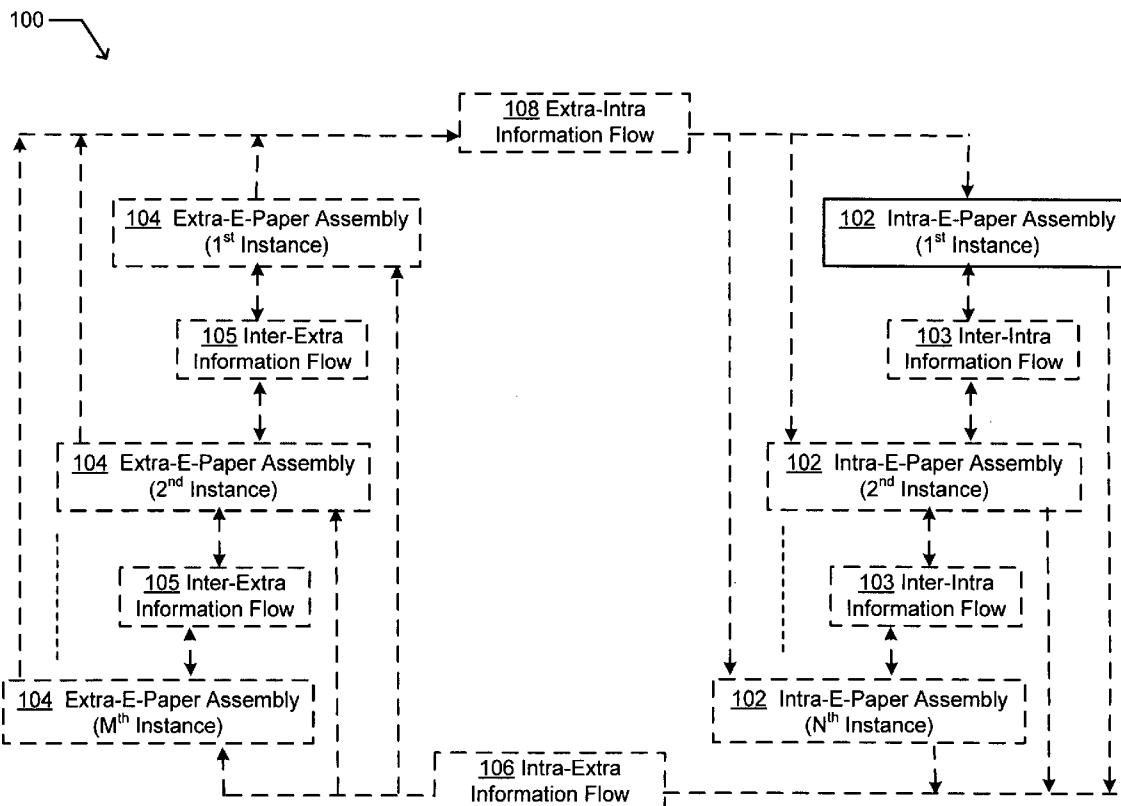 100
108 Extra-Intra
Information Flow
104 Extra-E-Paper Assembly
(1st Instance)
102 Intra-E-Paper Assembly
(1st Instance)
105 Inter-Extra
Information Flow
103 Inter-Intra
Information Flow
104 Extra-E-Paper Assembly
(2nd Instance)
102 Intra-E-Paper Assembly
(2nd Instance)
105 Inter-Extra
Information Flow
103 Inter-Intra
Information Flow
104 Extra-E-Paper Assembly
(Mth Instance)
102 Intra-E-Paper Assembly
(Nth Instance)
106 Intra-Extra
Information Flow